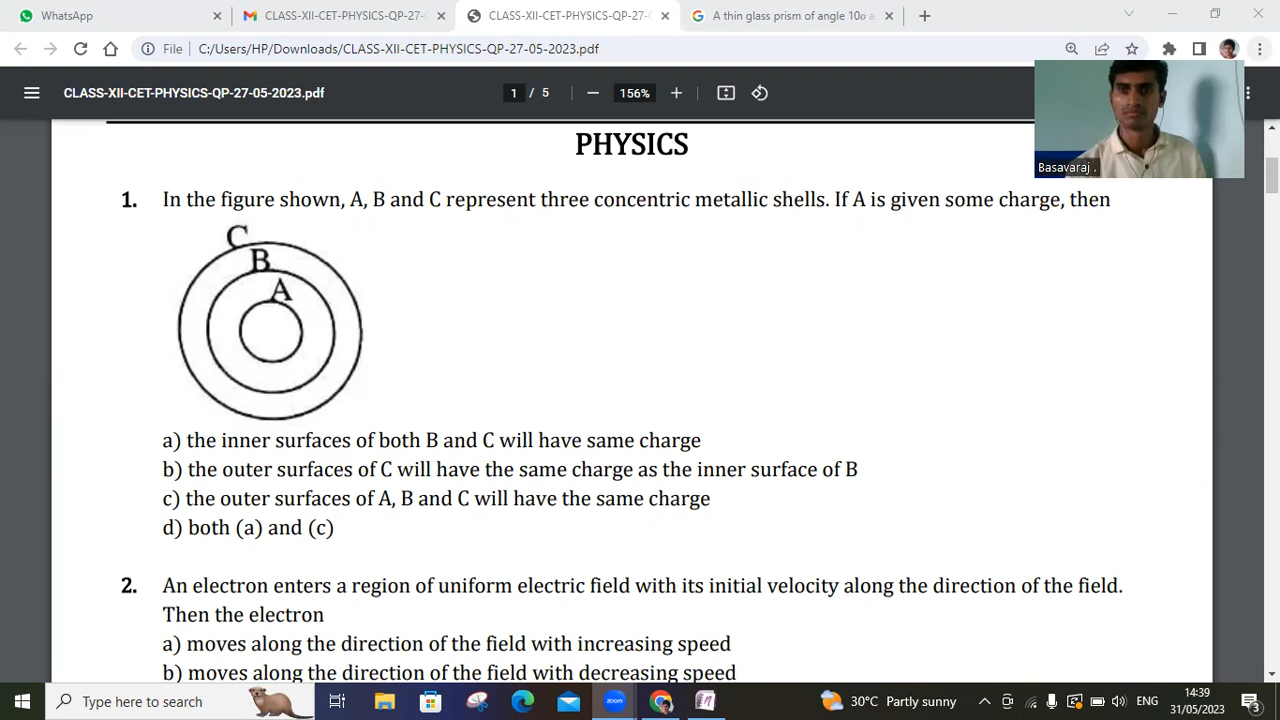 WhatsApp
CLASS-XII-CET-PHYSICS-QP-27-
CLASS-XII-CET-PHYSICS-QP-27-05-
A thin glass prism of angle 10o a
File
C:/Users/HP/Downloads/CLASS-XII-CET-PHYSICS-QP-27-05-2023.pdf
CLASS-XII-CET-PHYSICS-QP-27-05-2023.pdf
1 / 5
156%
Basavaraj .
PHYSICS
1. In the figure shown, A, B and C represent three concentric metallic shells. If A is given some charge, then
C
B
A
a) the inner surfaces of both B and C will have same charge
b) the outer surfaces of C will have the same charge as the inner surface of B
c) the outer surfaces of A, B and C will have the same charge
d) both (a) and (c)
2. An electron enters a region of uniform electric field with its initial velocity along the direction of the field.
Then the electron
a) moves along the direction of the field with increasing speed
b) moves along the direction of the field with decreasing speed
Type here to search
zoom
30°C Partly sunny
ENG
14:39
31/05/2023
3